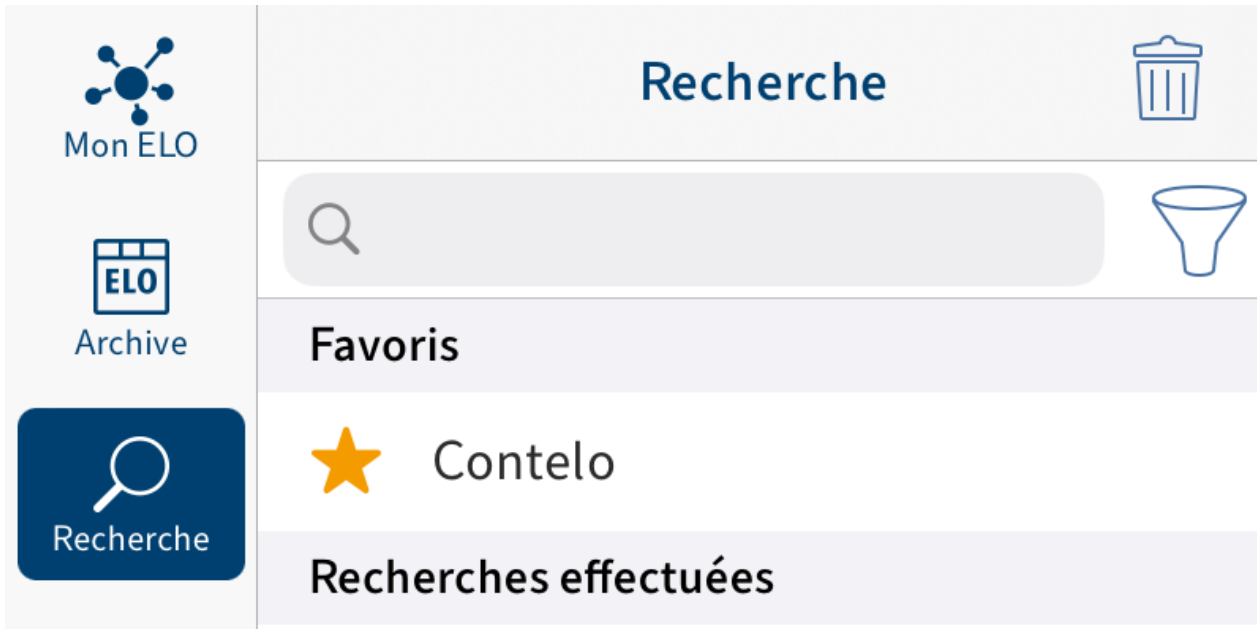 Mon ELO
ELO
Archive
Recherche
Recherche
Favoris
Contelo
Recherches effectuées